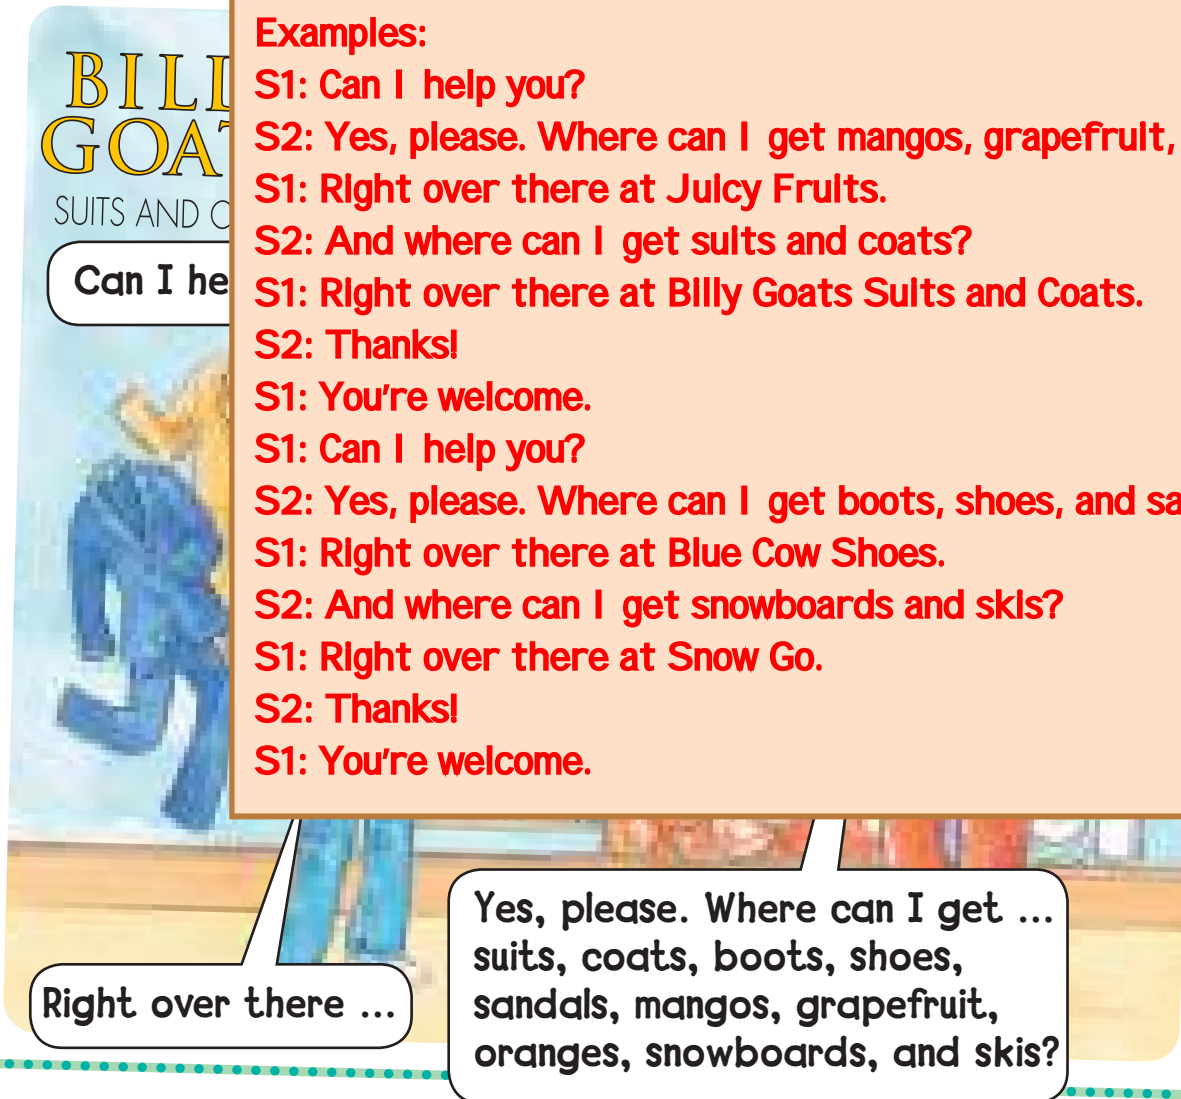 BILL
GOAT
SUITS AND C
Can I he
Examples:
S1: Can I help you?
S2: Yes, please. Where can I get mangos, grapefruit,
S1: Right over there at Juicy Fruits.
S2: And where can I get suits and coats?
S1: Right over there at Billy Goats Suits and Coats.
S2: Thanks!
S1: You're welcome.
S1: Can I help you?
S2: Yes, please. Where can I get boots, shoes, and sa
S1: Right over there at Blue Cow Shoes.
S2: And where can I get snowboards and skis?
S1: Right over there at Snow Go.
S2: Thanks!
S1: You're welcome.
Right over there ...
Yes, please. Where can I get ...
suits, coats, boots, shoes,
sandals, mangos, grapefruit,
oranges, snowboards, and skis?